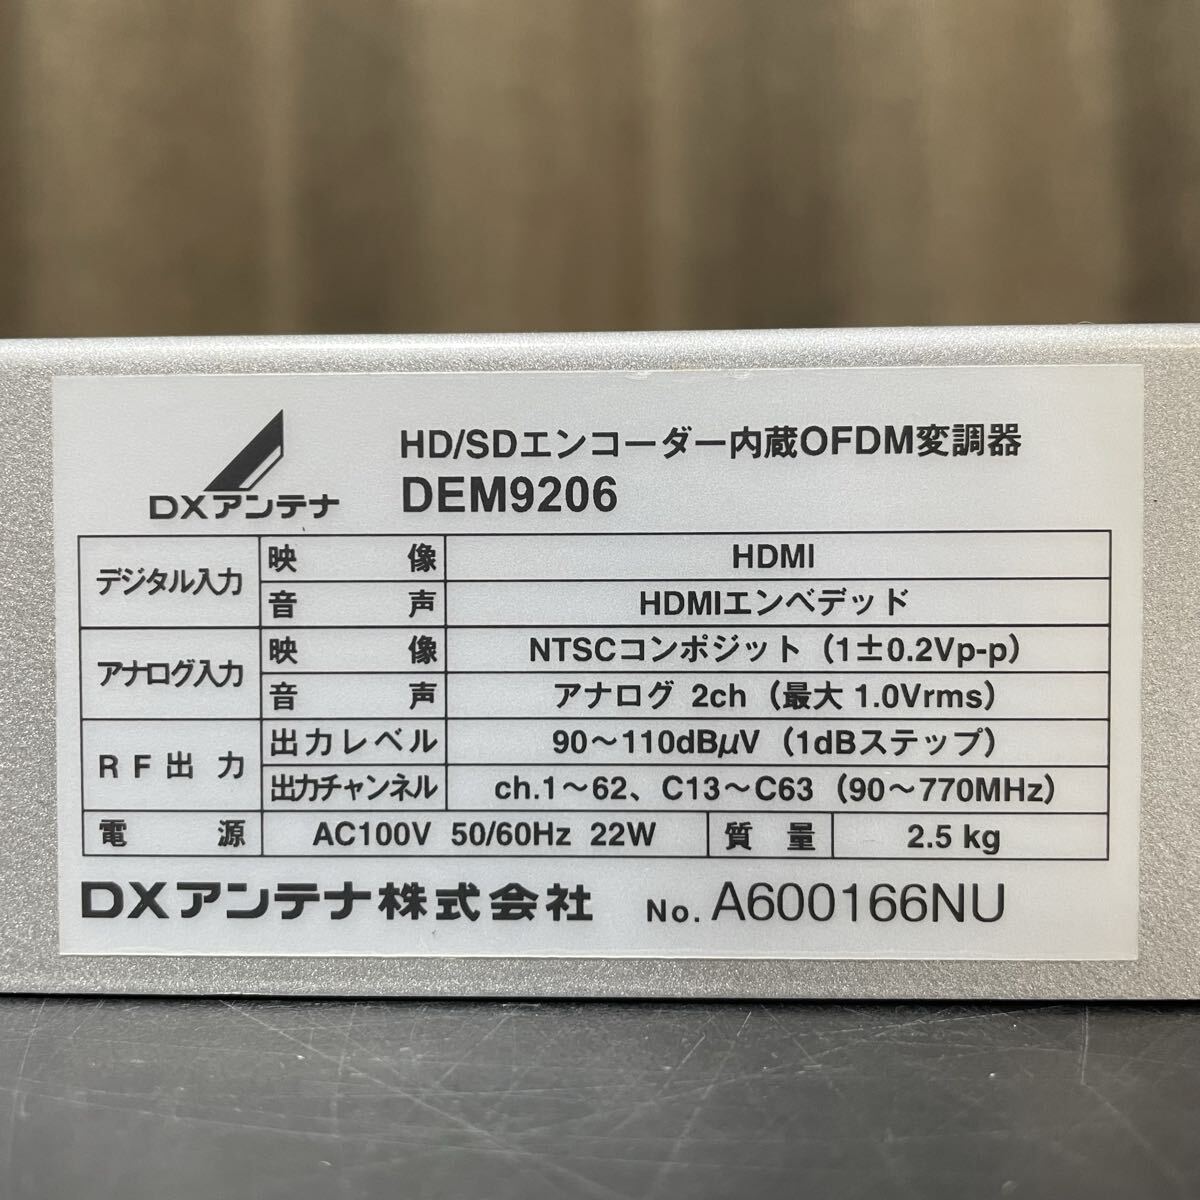 DXアンテナ
HD/SDエンコーダー内蔵OFDM変調器
DEM9206
デジタル入力 映像 HDMI
音声 HDMIエンベデッド
アナログ入力 映像 NTSCコンポジット（1±0.2Vp-p）
音声 アナログ 2ch（最大 1.0Vrms）
RF出力 出力レベル 90～110dBμV（1dBステップ）
出力チャンネル ch.1～62、C13～C63（90～770MHz）
電源 AC100V 50/60Hz 22W 質量 2.5 kg
DXアンテナ株式会社 No. A600166NU